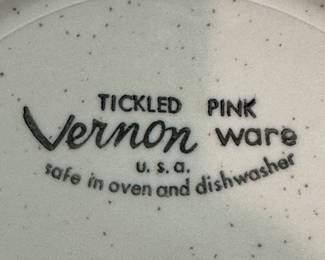 TICKLED PINK
Vernon ware
u.s.a.
safe in oven and dishwasher